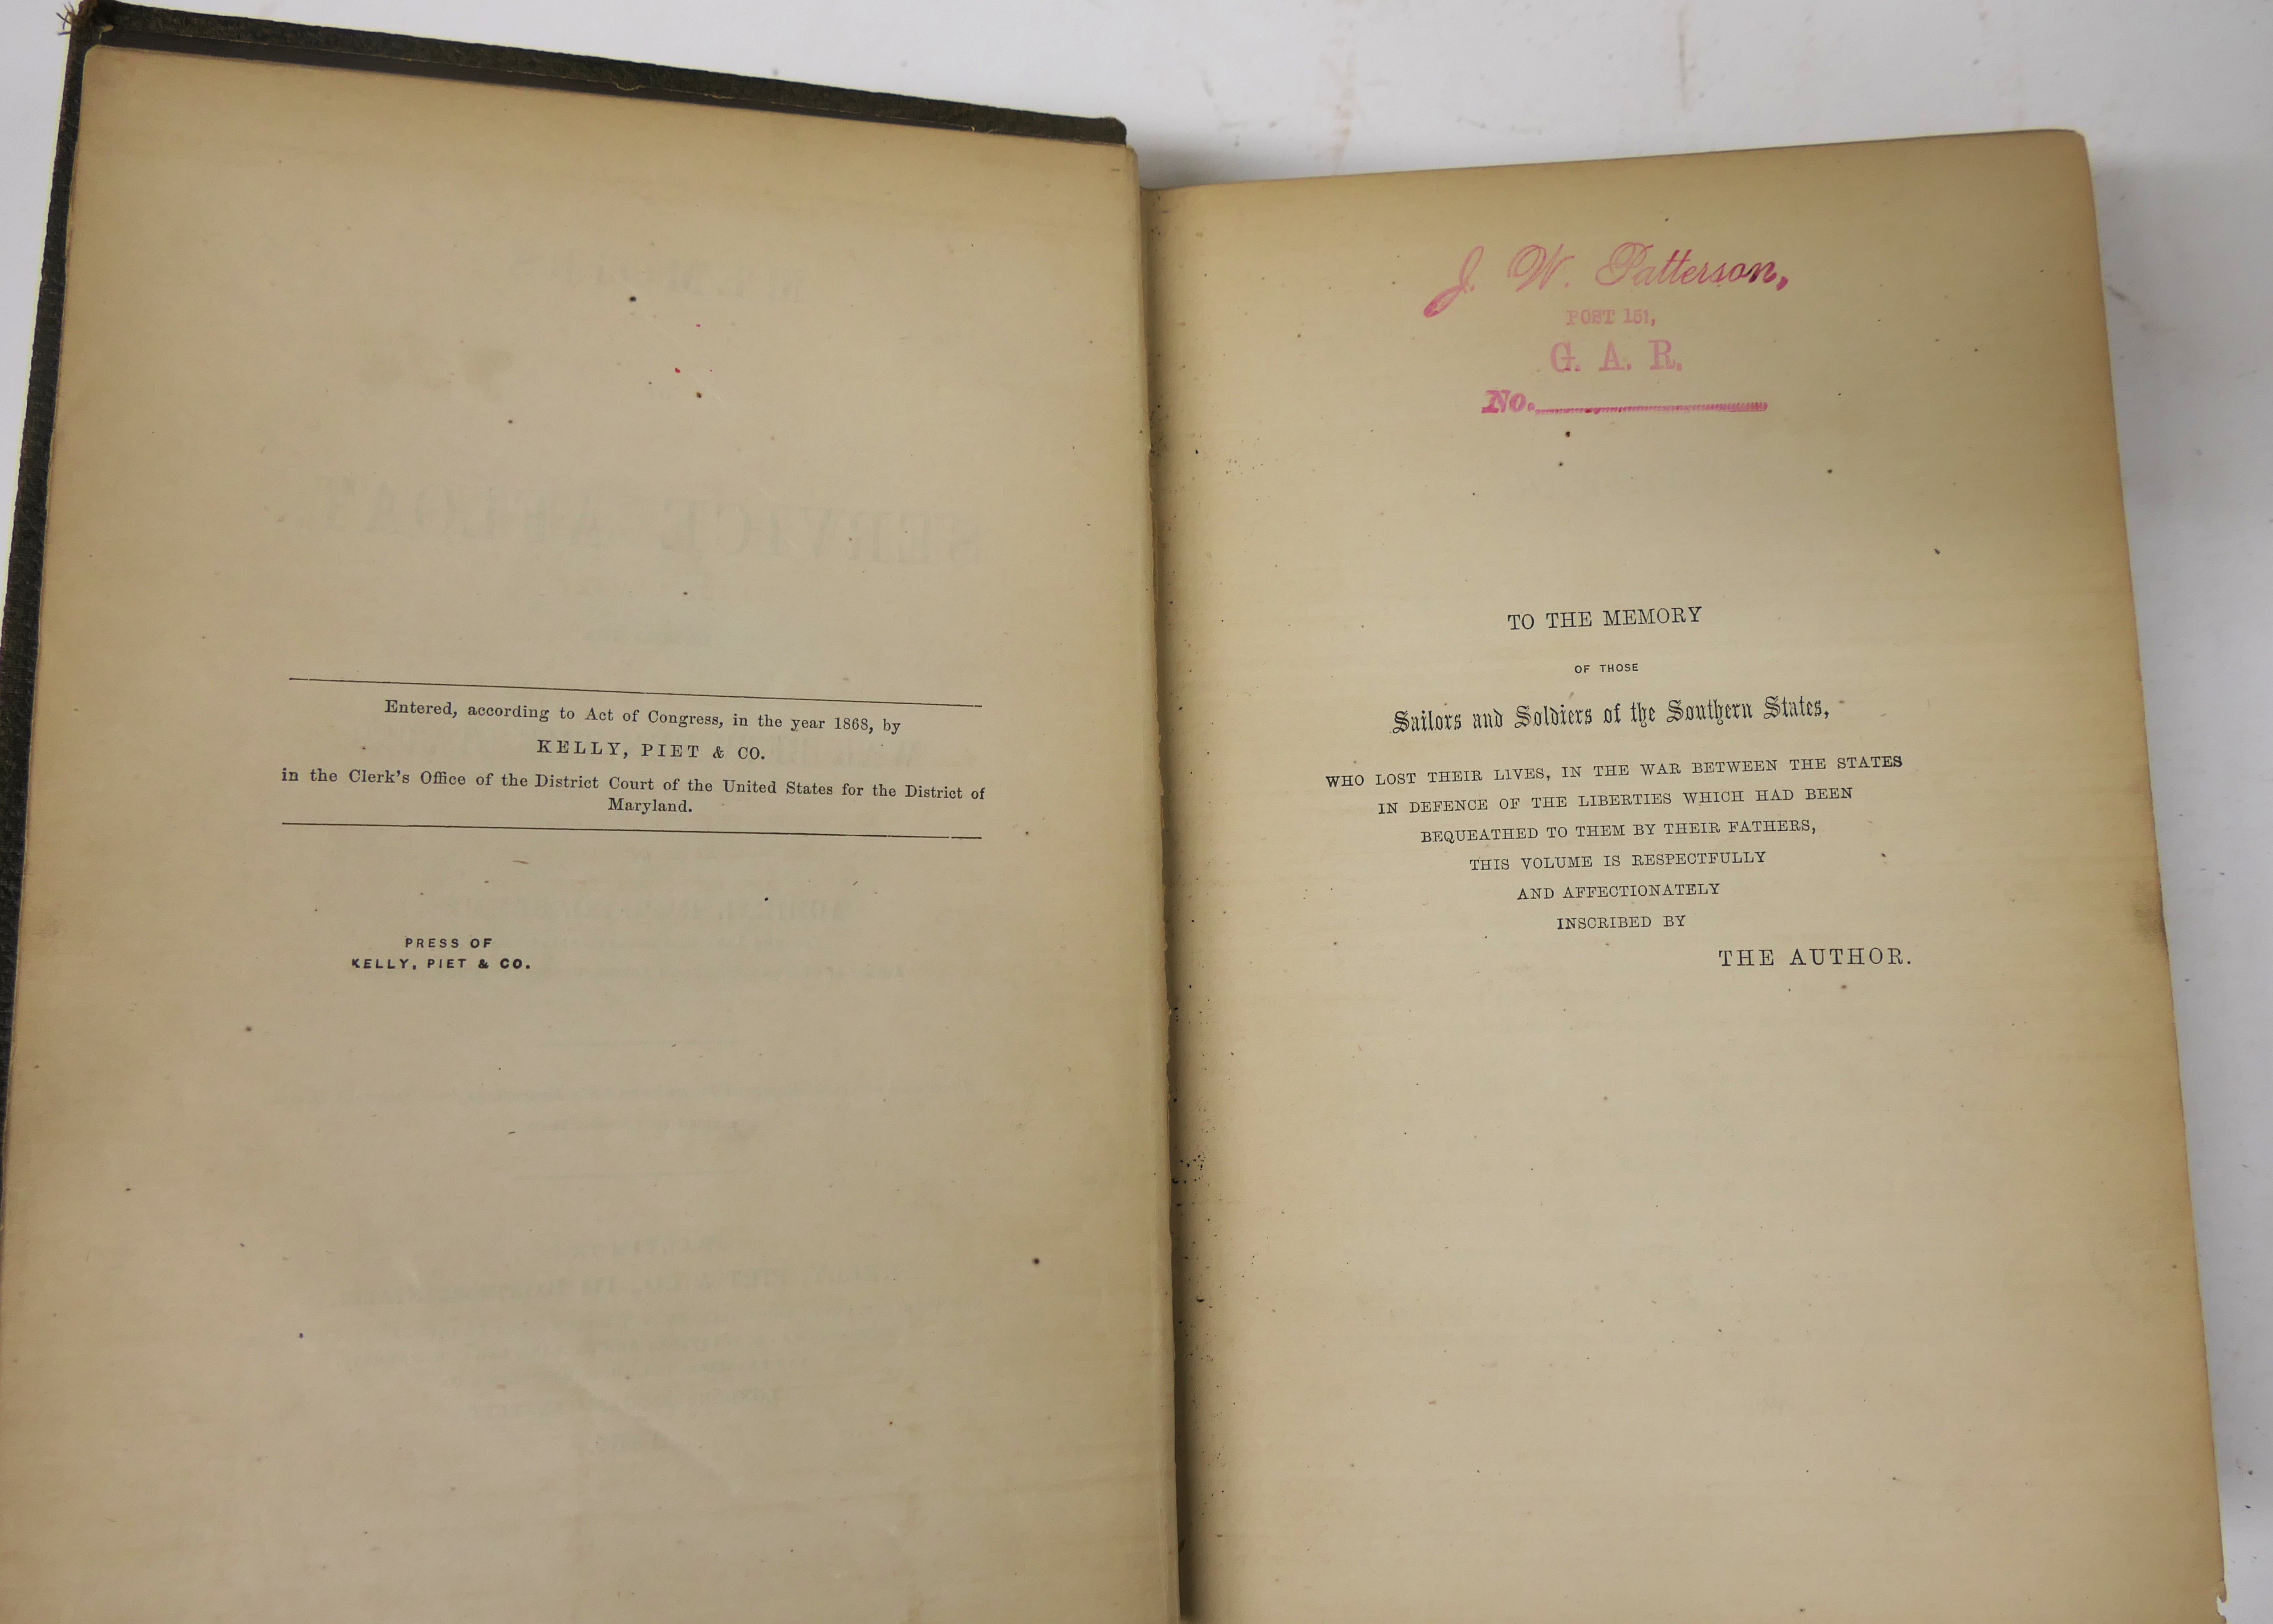 Entered, according to Act of Congress, in the year 1868, by
KELLY, PIET & CO.
in the Clerk's Office of the District Court of the United States for the District of
Maryland.
PRESS OF
KELLY, PIET & CO.
J. W. Patterson,
POST 151,
G. A. R.
No.
TO THE MEMORY
OF THOSE
Sailors and Soldiers of the Southern States,
WHO LOST THEIR LIVES, IN THE WAR BETWEEN THE STATES
IN DEFENCE OF THE LIBERTIES WHICH HAD BEEN
BEQUEATHED TO THEM BY THEIR FATHERS,
THIS VOLUME IS RESPECTFULLY
AND AFFECTIONATELY
INSCRIBED BY
THE AUTHOR.